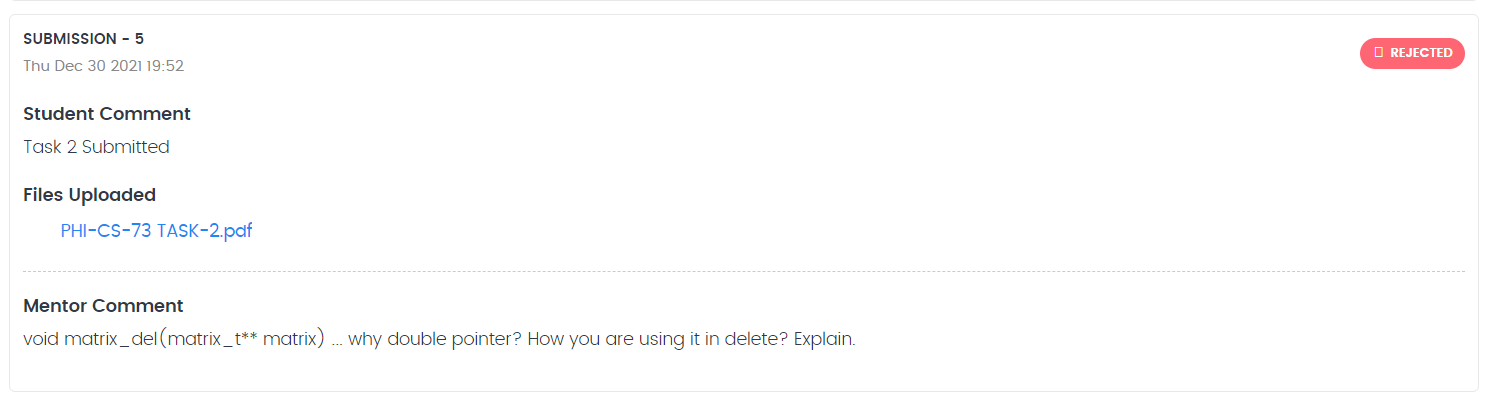 SUBMISSION - 5
Thu Dec 30 2021 19:52
REJECTED
Student Comment
Task 2 Submitted
Files Uploaded
PHI-CS-73 TASK-2.pdf
Mentor Comment
void matrix_del(matrix_t** matrix) ... why double pointer? How you are using it in delete? Explain.